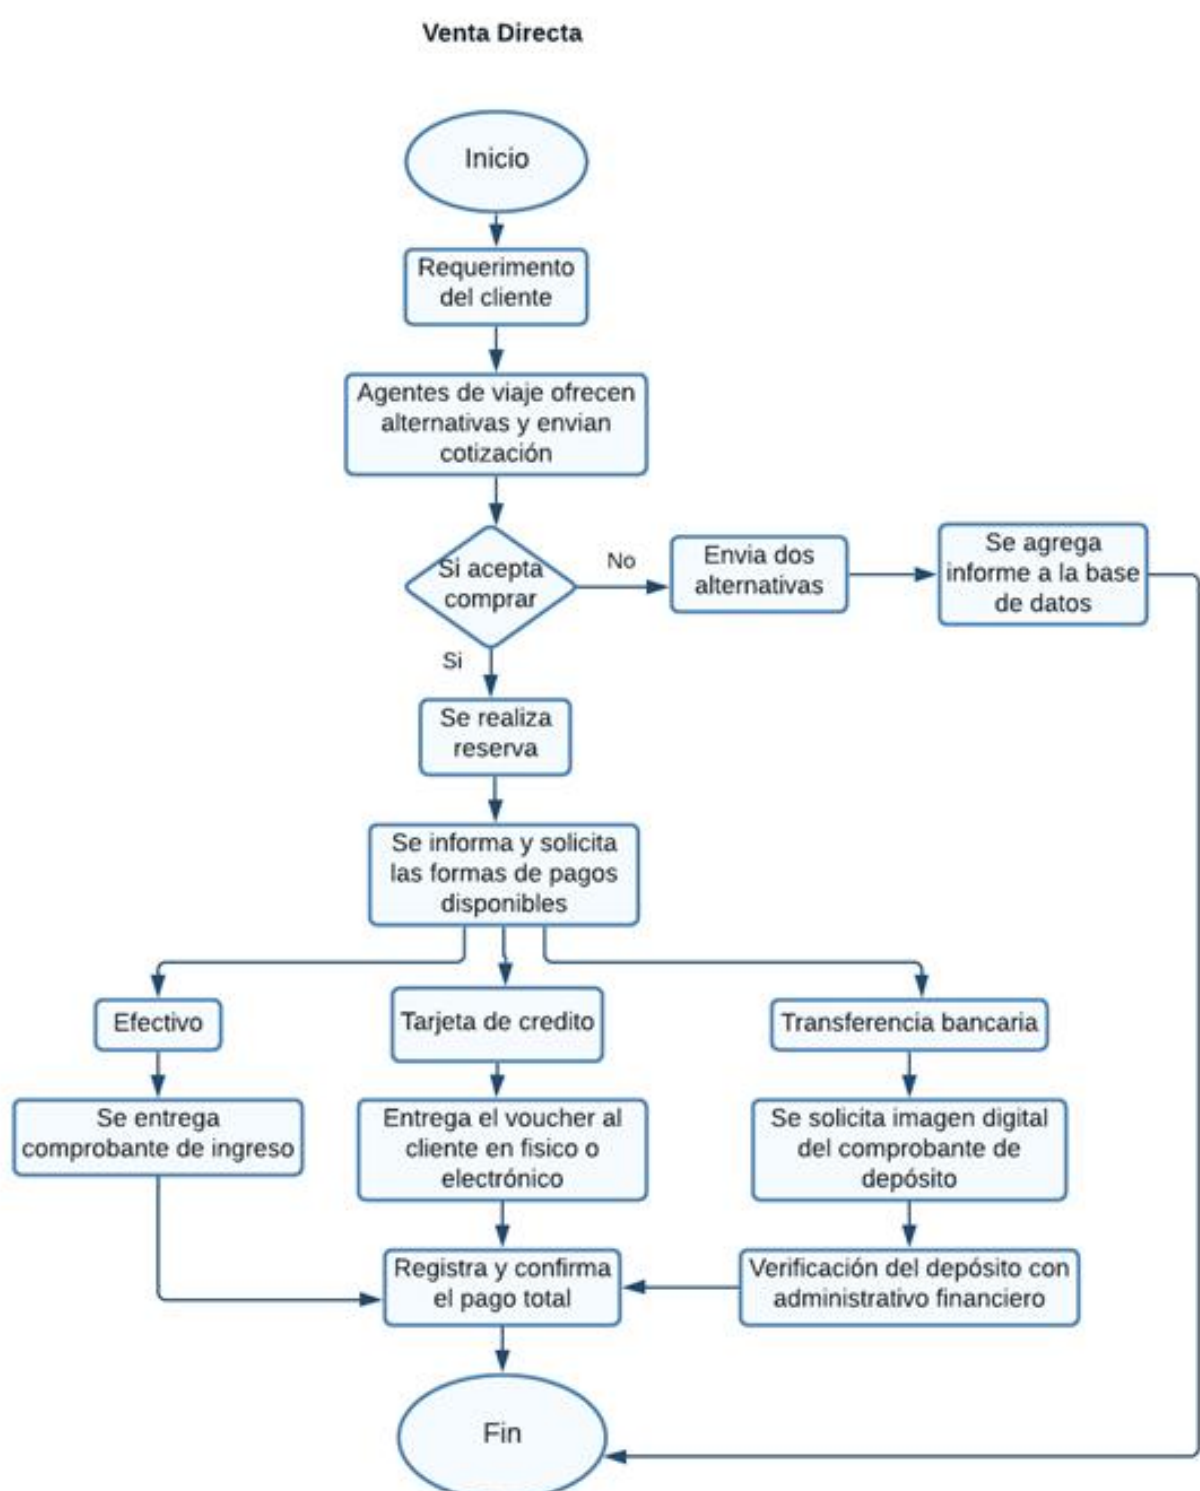 Venta Directa
Inicio
Requerimento
del cliente
Agentes de viaje ofrecen
alternativas y envian
cotización
Si acepta
comprar
No
Envia dos
alternativas
Se agrega
informe a la base
de datos
Si
Se realiza
reserva
Se informa y solicita
las formas de pagos
disponibles
Efectivo
Tarjeta de credito
Transferencia bancaria
Se entrega
comprobante de ingreso
Entrega el voucher al
cliente en fisico o
electrónico
Se solicita imagen digital
del comprobante de
depósito
Registra y confirma
el pago total
Verificación del depósito con
administrativo financiero
Fin